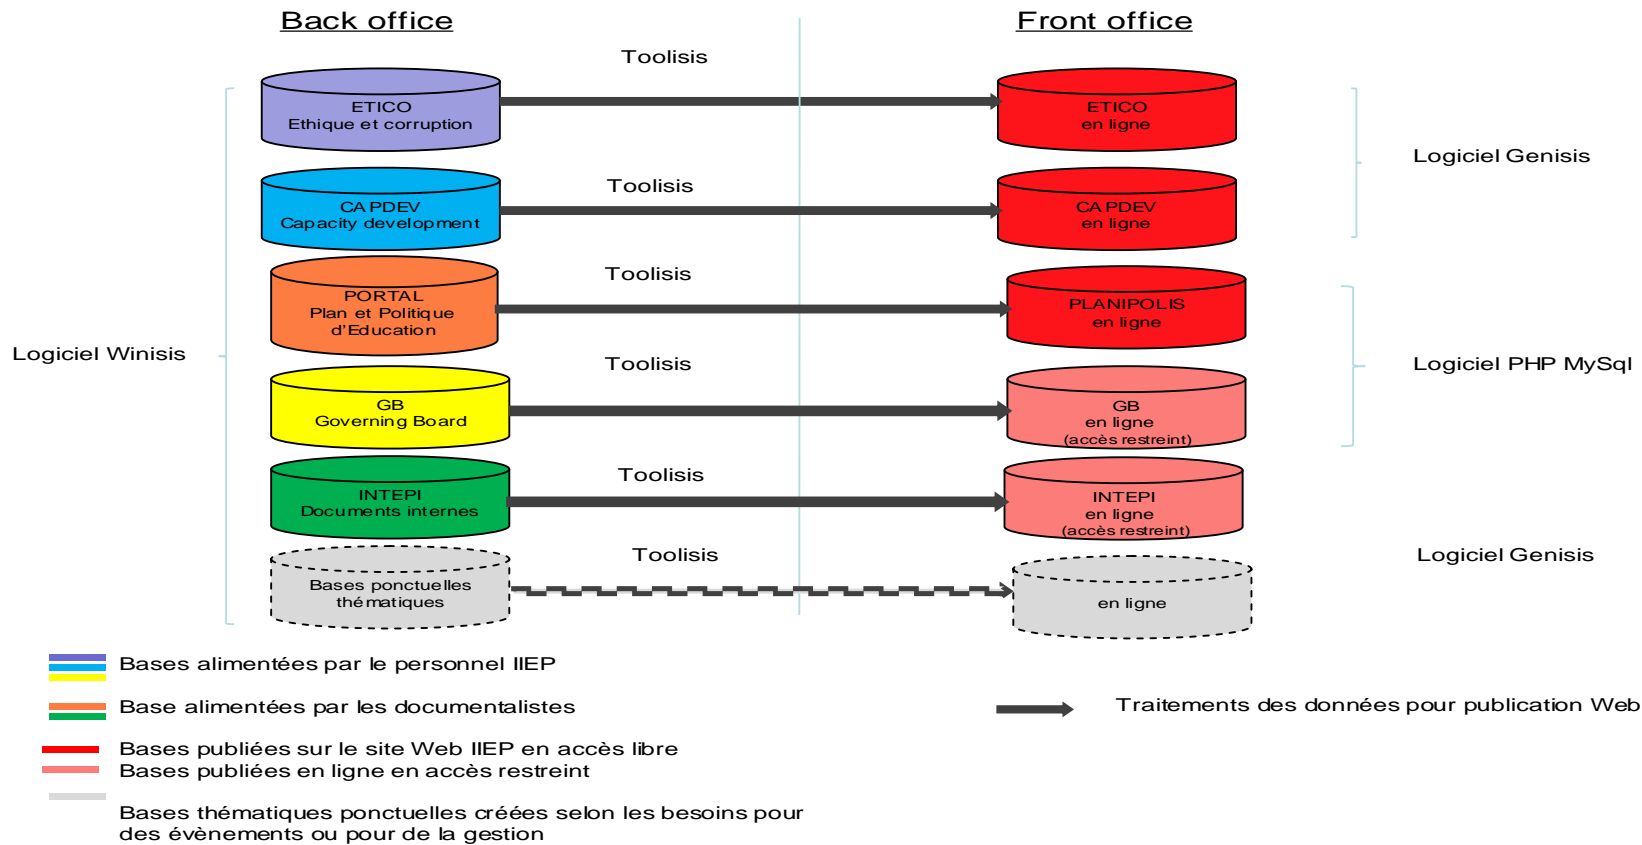 Back office
Front office
Toolisis
ETICO
Ethique et corruption
ETICO
en ligne
Logiciel Genisis
Toolisis
CAPDEV
Capacity development
CAPDEV
en ligne
Toolisis
PORTAL
Plan et Politique
d'Education
PLANIPOLIS
en ligne
Logiciel Winisis
Toolisis
Logiciel PHP MySql
GB
Governing Board
GB
en ligne
(accès restreint)
Toolisis
INTEPI
Documents internes
INTEPI
en ligne
(accès restreint)
Toolisis
Logiciel Genisis
Bases ponctuelles
thématiques
en ligne
Bases alimentées par le personnel IIEP
Base alimentées par les documentalistes
Traitements des données pour publication Web
Bases publiées sur le site Web IIEP en accès libre
Bases publiées en ligne en accès restreint
Bases thématiques ponctuelles créées selon les besoins pour
des évènements ou pour de la gestion